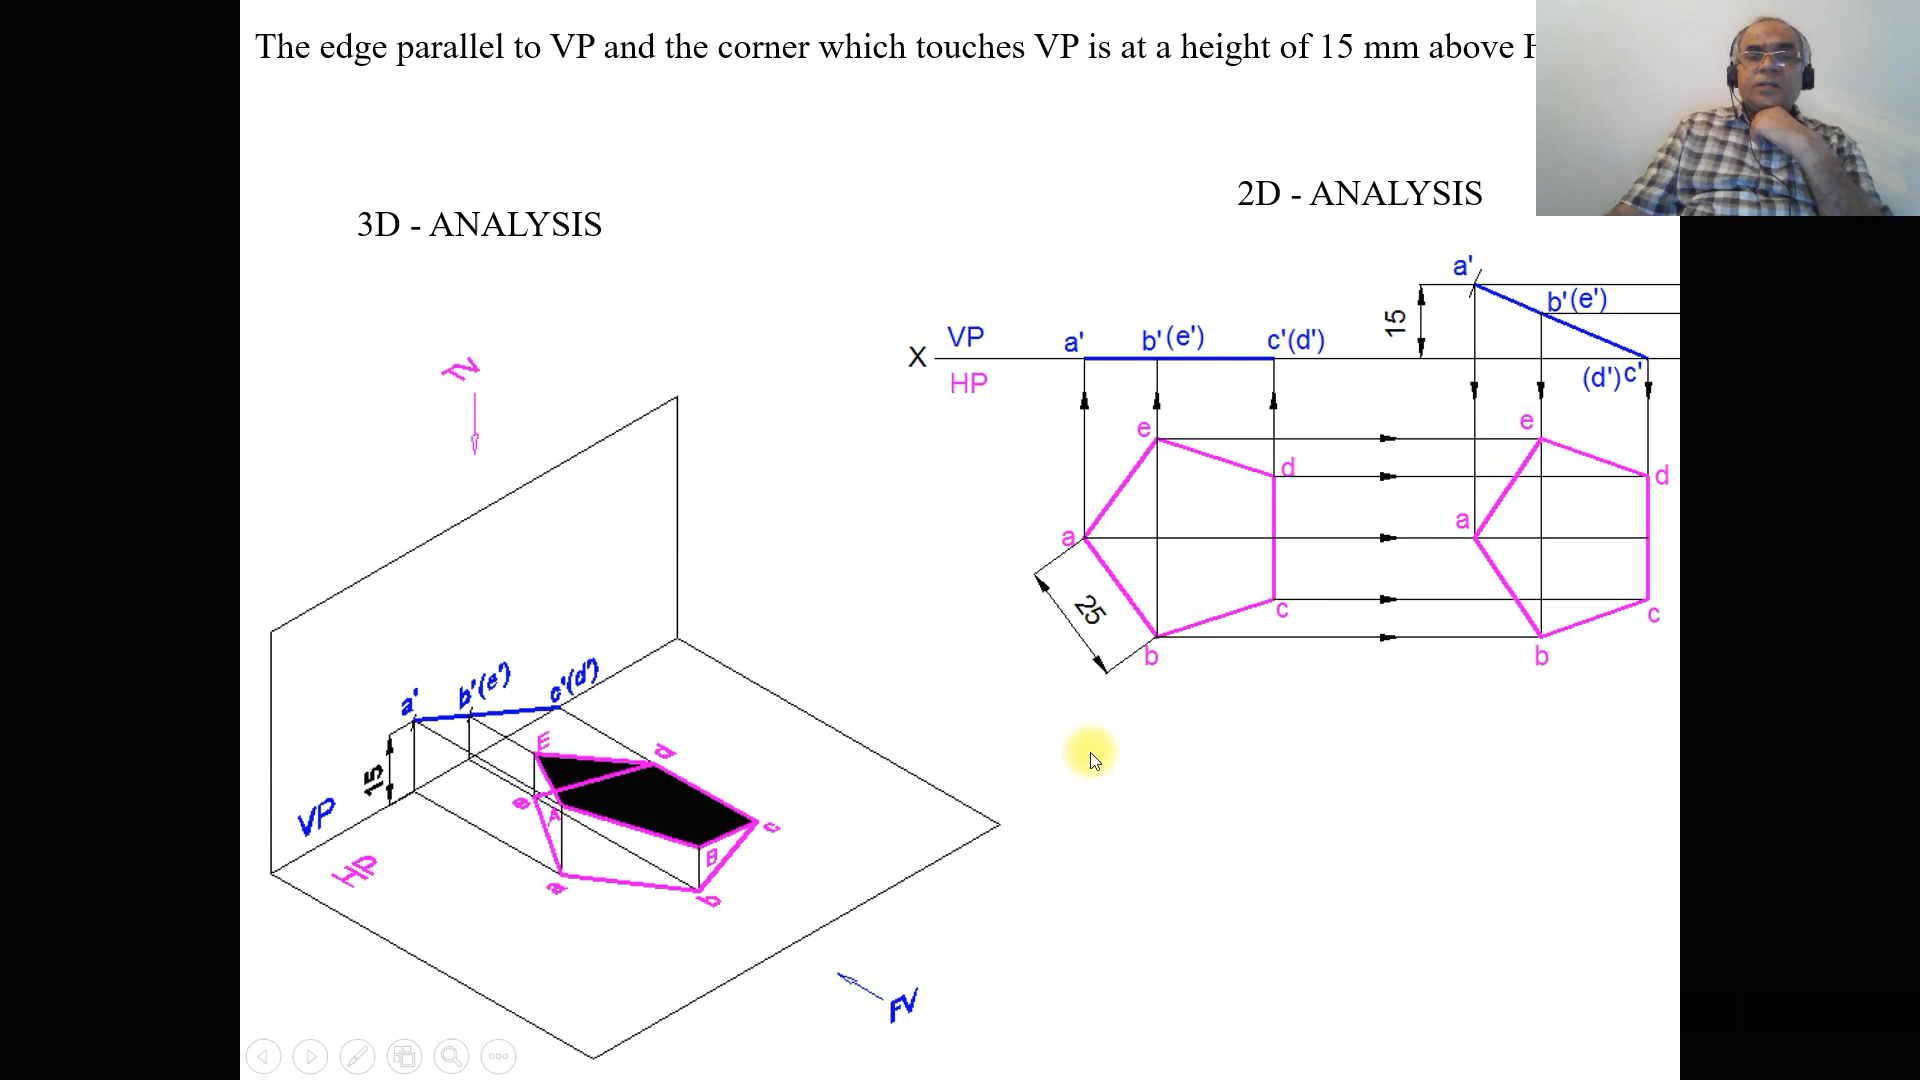 The edge parallel to VP and the corner which touches VP is at a height of 15 mm above
2D - ANALYSIS
3D - ANALYSIS
a'
b'(e')
15
X
VP
HP
a'
b'(e')
c'(d')
(d')c'
e
d
a
c
b
25
e
d
a
c
b
N
a'
b'(e')
c'(d')
15
VP
HP
E
d
e
A
c
B
a
b
FV